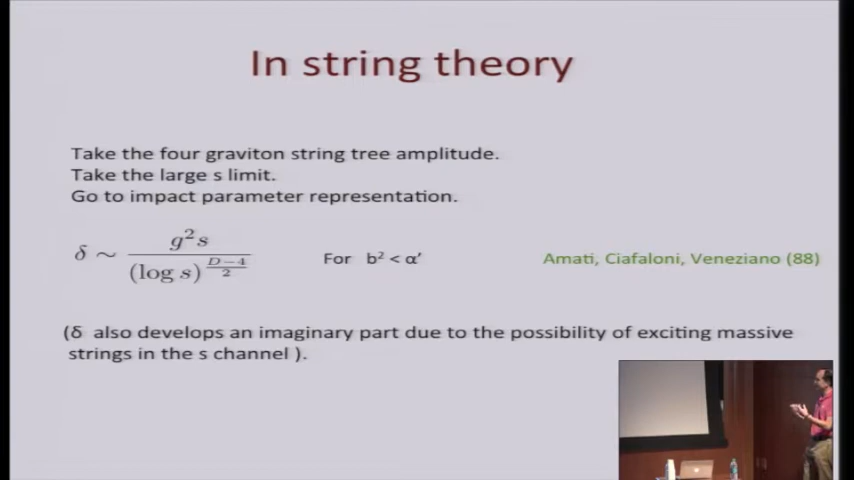 In string theory
Take the four graviton string tree amplitude.
Take the large s limit.
Go to impact parameter representation.
δ ~ g²s / (log s)^((D−4)/2) For b² < α' Amati, Ciafaloni, Veneziano (88)
(δ also develops an imaginary part due to the possibility of exciting massive
strings in the s channel ).